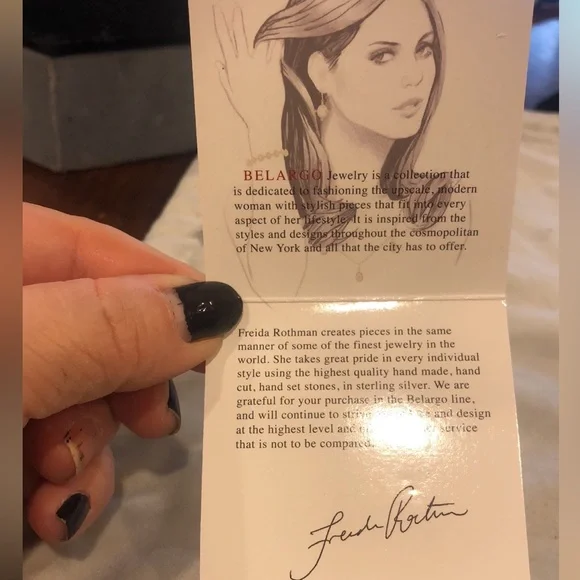 BELARGO Jewelry is a collection that
is dedicated to fashioning the upscale, modern
woman with stylish pieces that fit into every
aspect of her lifestyle. It is inspired from the
styles and designs throughout the cosmopolitan
of New York and all that the city has to offer.
Freida Rothman creates pieces in the same
manner of some of the finest jewelry in the
world. She takes great pride in every individual
style using the highest quality hand made, hand
cut, hand set stones, in sterling silver. We are
grateful for your purchase in the Belargo line,
and will continue to and design
at the highest level and service
that is not to be compared.
Freida Rothman